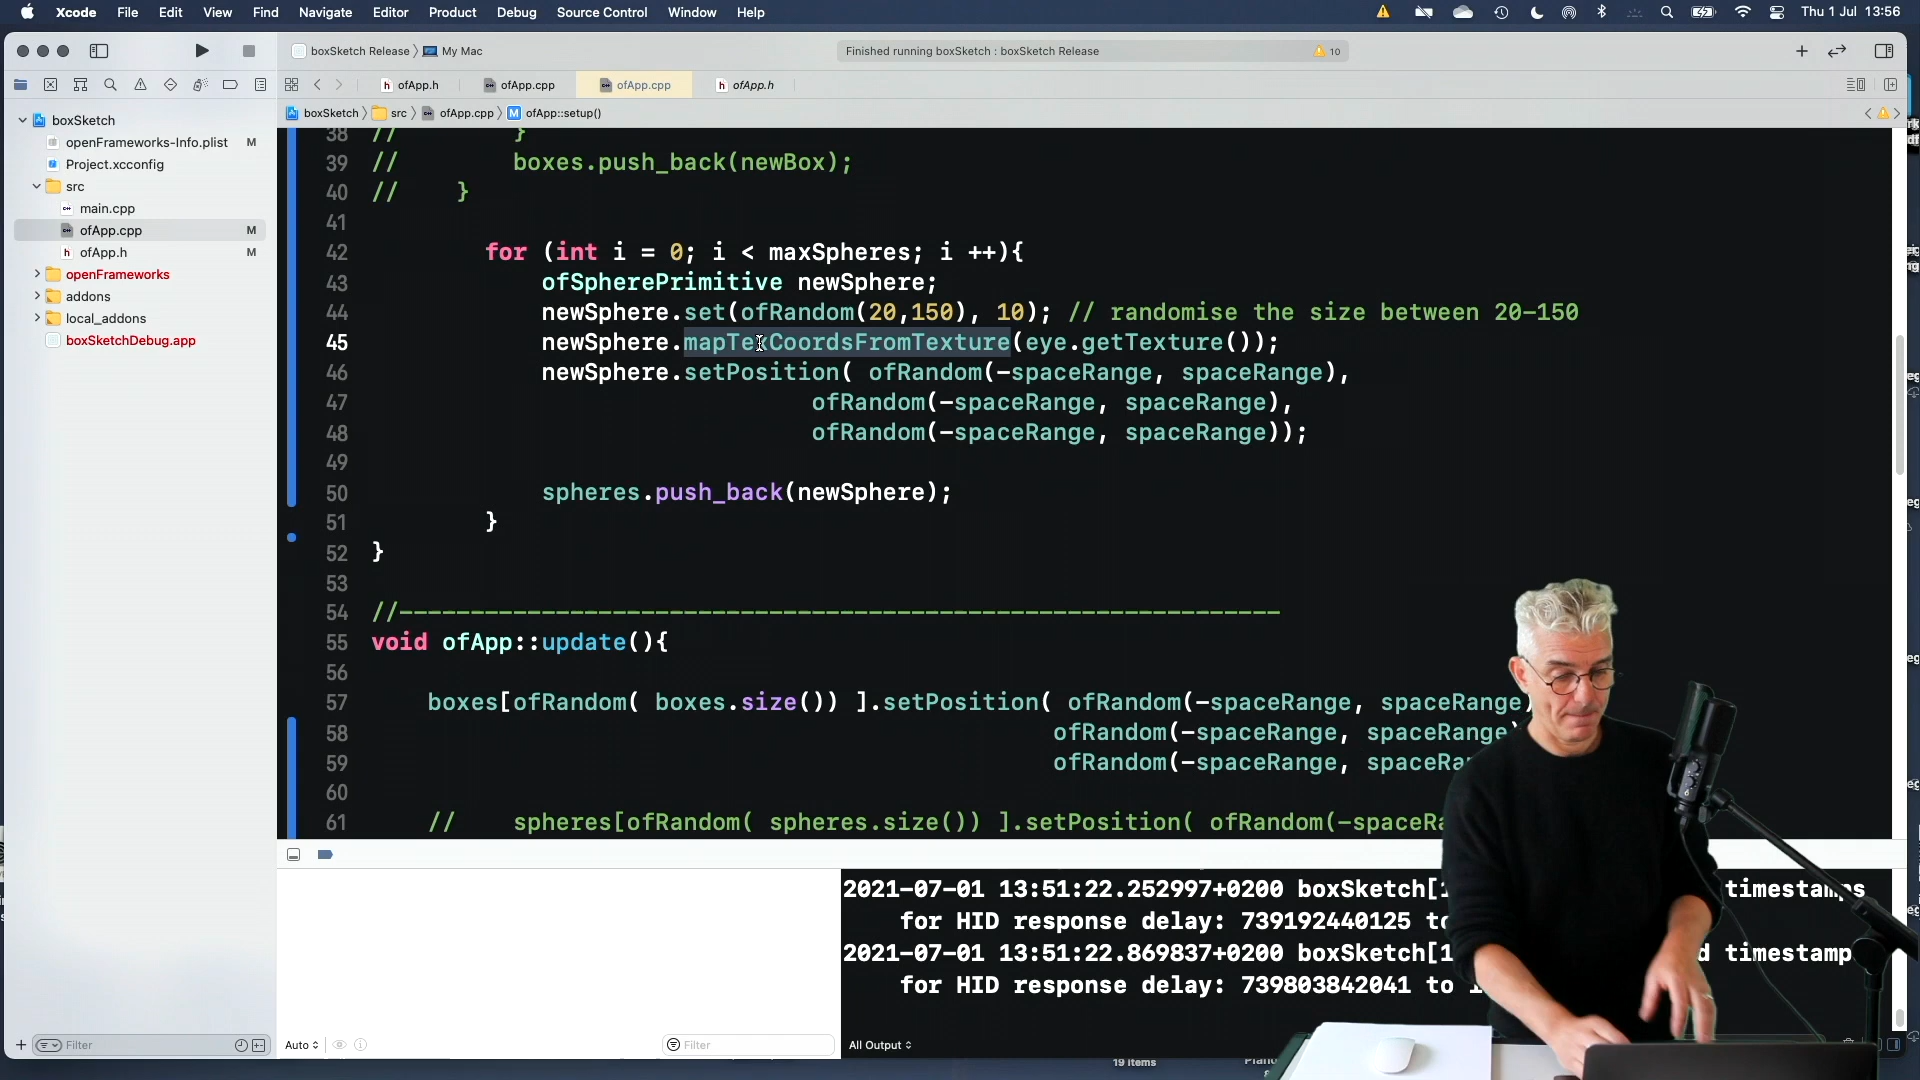 Xcode File Edit View Find Navigate Editor Product Debug Source Control Window Help Thu 1 Jul 13:56
boxSketch Release My Mac Finished running boxSketch : boxSketch Release 10
ofApp.h ofApp.cpp ofApp.cpp ofApp.h
boxSketch src ofApp.cpp M ofApp::setup()
boxSketch
openFrameworks-Info.plist M
Project.xcconfig
src
main.cpp
ofApp.cpp M
ofApp.h M
openFrameworks
addons
local_addons
boxSketchDebug.app
38 // }
39 // boxes.push_back(newBox);
40 // }
41
42 for (int i = 0; i < maxSpheres; i ++){
43 ofSpherePrimitive newSphere;
44 newSphere.set(ofRandom(20,150), 10); // randomise the size between 20-150
45 newSphere.mapTexCoordsFromTexture(eye.getTexture());
46 newSphere.setPosition( ofRandom(-spaceRange, spaceRange),
47 ofRandom(-spaceRange, spaceRange),
48 ofRandom(-spaceRange, spaceRange));
49
50 spheres.push_back(newSphere);
51 }
52 }
53
54 //--------------------------------------------------------------
55 void ofApp::update(){
56
57 boxes[ofRandom( boxes.size()) ].setPosition( ofRandom(-spaceRange, spaceRange)
58 ofRandom(-spaceRange, spaceRange)
59 ofRandom(-spaceRange,
60
61 // spheres[ofRandom( spheres.size()) ].setPosition(
2021-07-01 13:51:22.252997+0200 boxSketch[1 timestamps
for HID response delay: 739192440125 to
2021-07-01 13:51:22.869837+0200 boxSketch[1 d timestamp
for HID response delay: 739803842041 to
Filter Auto Filter All Output
19 items